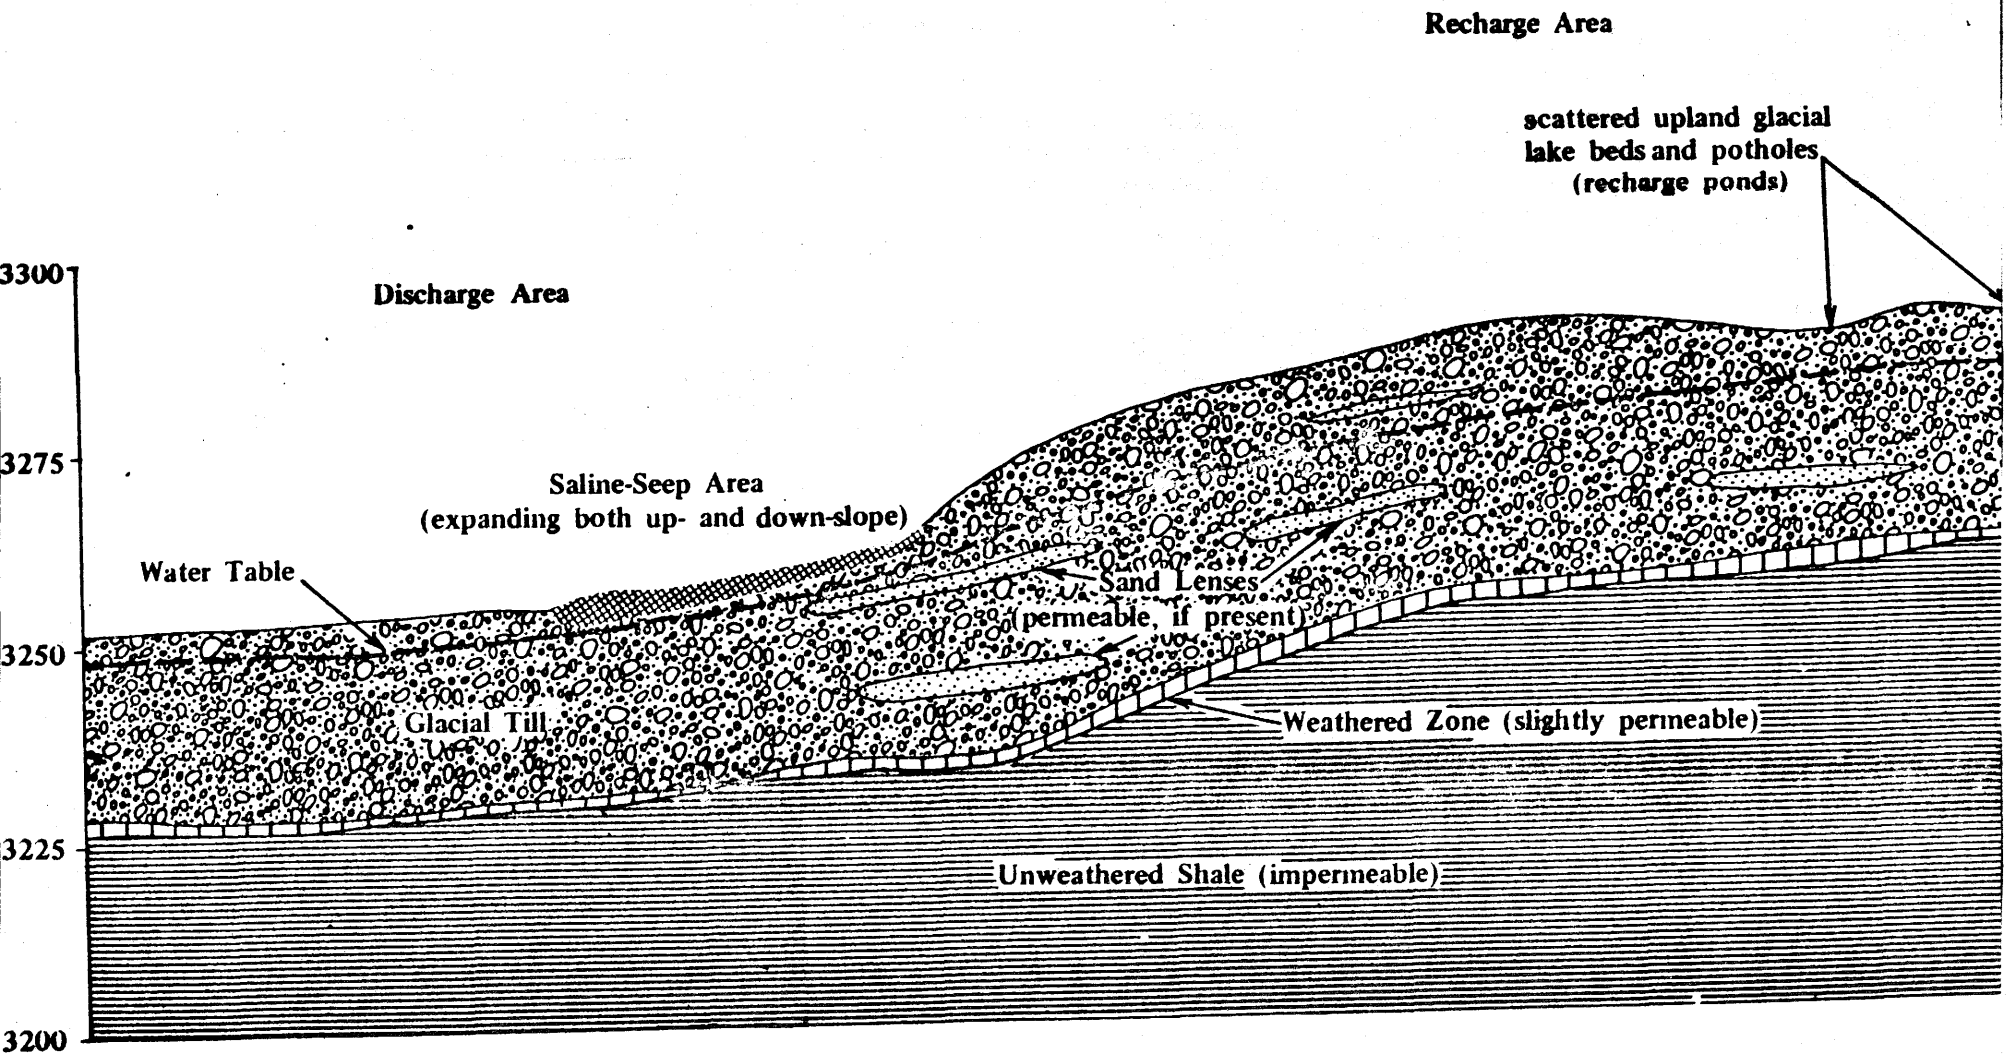 Recharge Area
scattered upland glacial
lake beds and potholes
(recharge ponds)
3300
Discharge Area
3275
Saline-Seep Area
(expanding both up- and down-slope)
Water Table
Sand Lenses
(permeable, if present)
3250
Glacial Till
Weathered Zone (slightly permeable)
3225
Unweathered Shale (impermeable)
3200